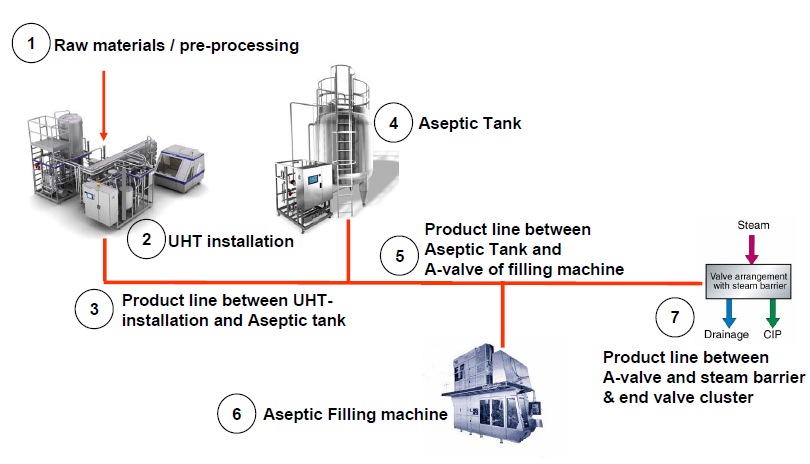 1
Raw materials / pre-processing
4
Aseptic Tank
2
UHT installation
5
Product line between
Aseptic Tank and
A-valve of filling machine
Steam
Valve arrangement
with steam barrier
3
Product line between UHT-
installation and Aseptic tank
7
Drainage
CIP
Product line between
A-valve and steam barrier
& end valve cluster
6
Aseptic Filling machine